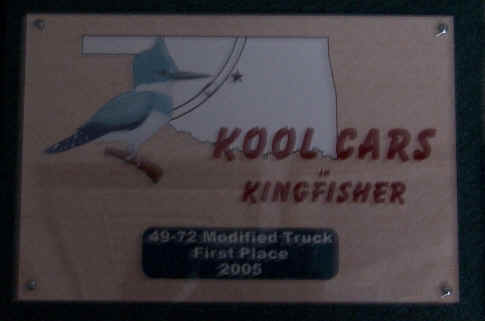 KOOL CARS
in
KINGFISHER
49-72 Modified Truck
First Place
2005